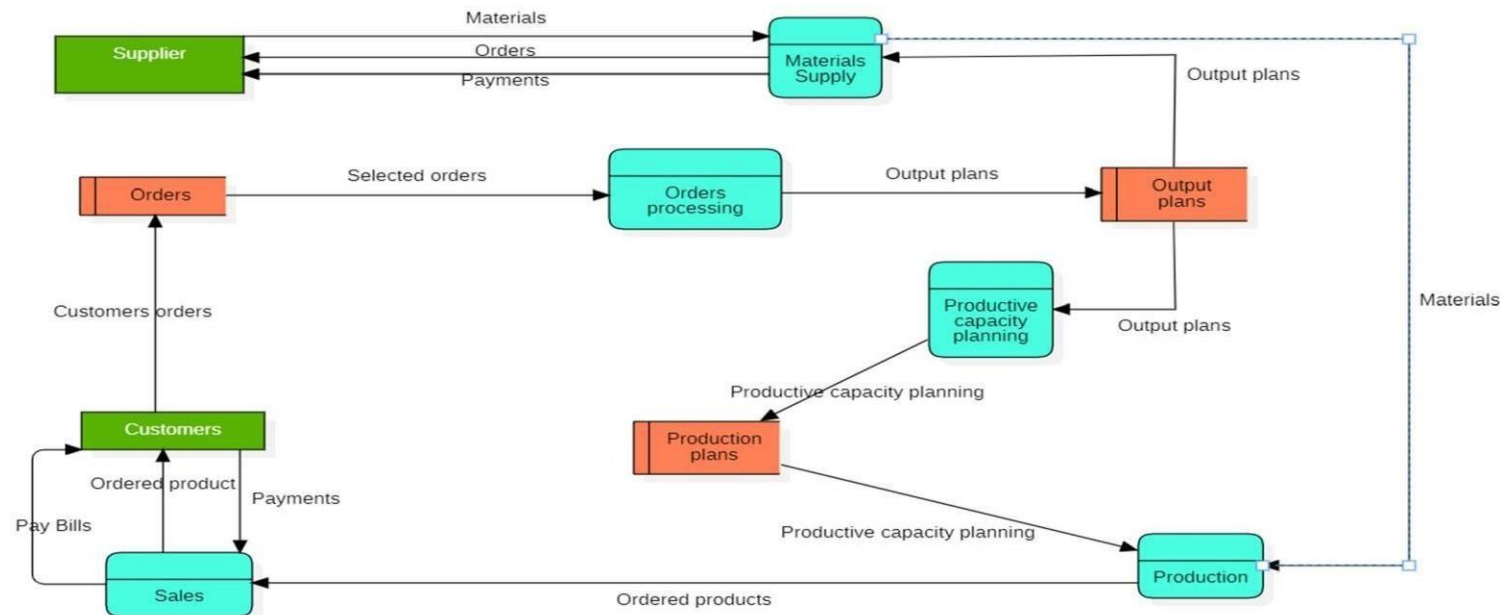 Materials
Supplier
Orders
Materials
Supply
Payments
Output plans
Selected orders
Orders
Orders
processing
Output plans
Output
plans
Customers orders
Productive
capacity
planning
Output plans
Materials
Productive capacity planning
Customers
Production
plans
Ordered product
Payments
Pay Bills
Productive capacity planning
Production
Sales
Ordered products